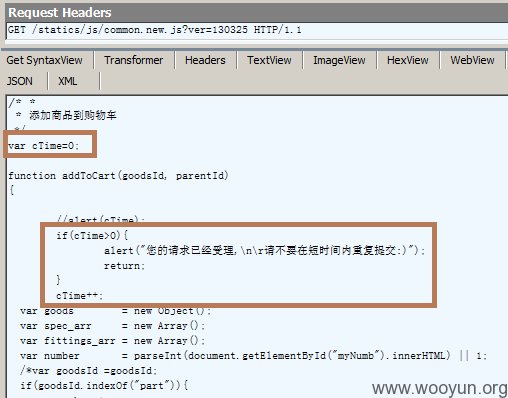 Request Headers
GET /statics/js/common.new.js?ver=130325 HTTP/1.1
Get SyntaxView Transformer Headers TextView ImageView HexView WebView
JSON XML
/* *
* 添加商品到购物车
*/
var cTime=0;
function addToCart(goodsId, parentId)
{
//alert(cTime);
if(cTime>0){
alert("您的请求已经受理,\n\r请不要在短时间内重复提交:)");
return;
}
cTime++;
var goods = new Object();
var spec_arr = new Array();
var fittings_arr = new Array();
var number = parseInt(document.getElementById("myNumb").innerHTML) || 1;
/*var goodsId =goodsId;
if(goodsId.indexOf("part")){
www.wooyun.org